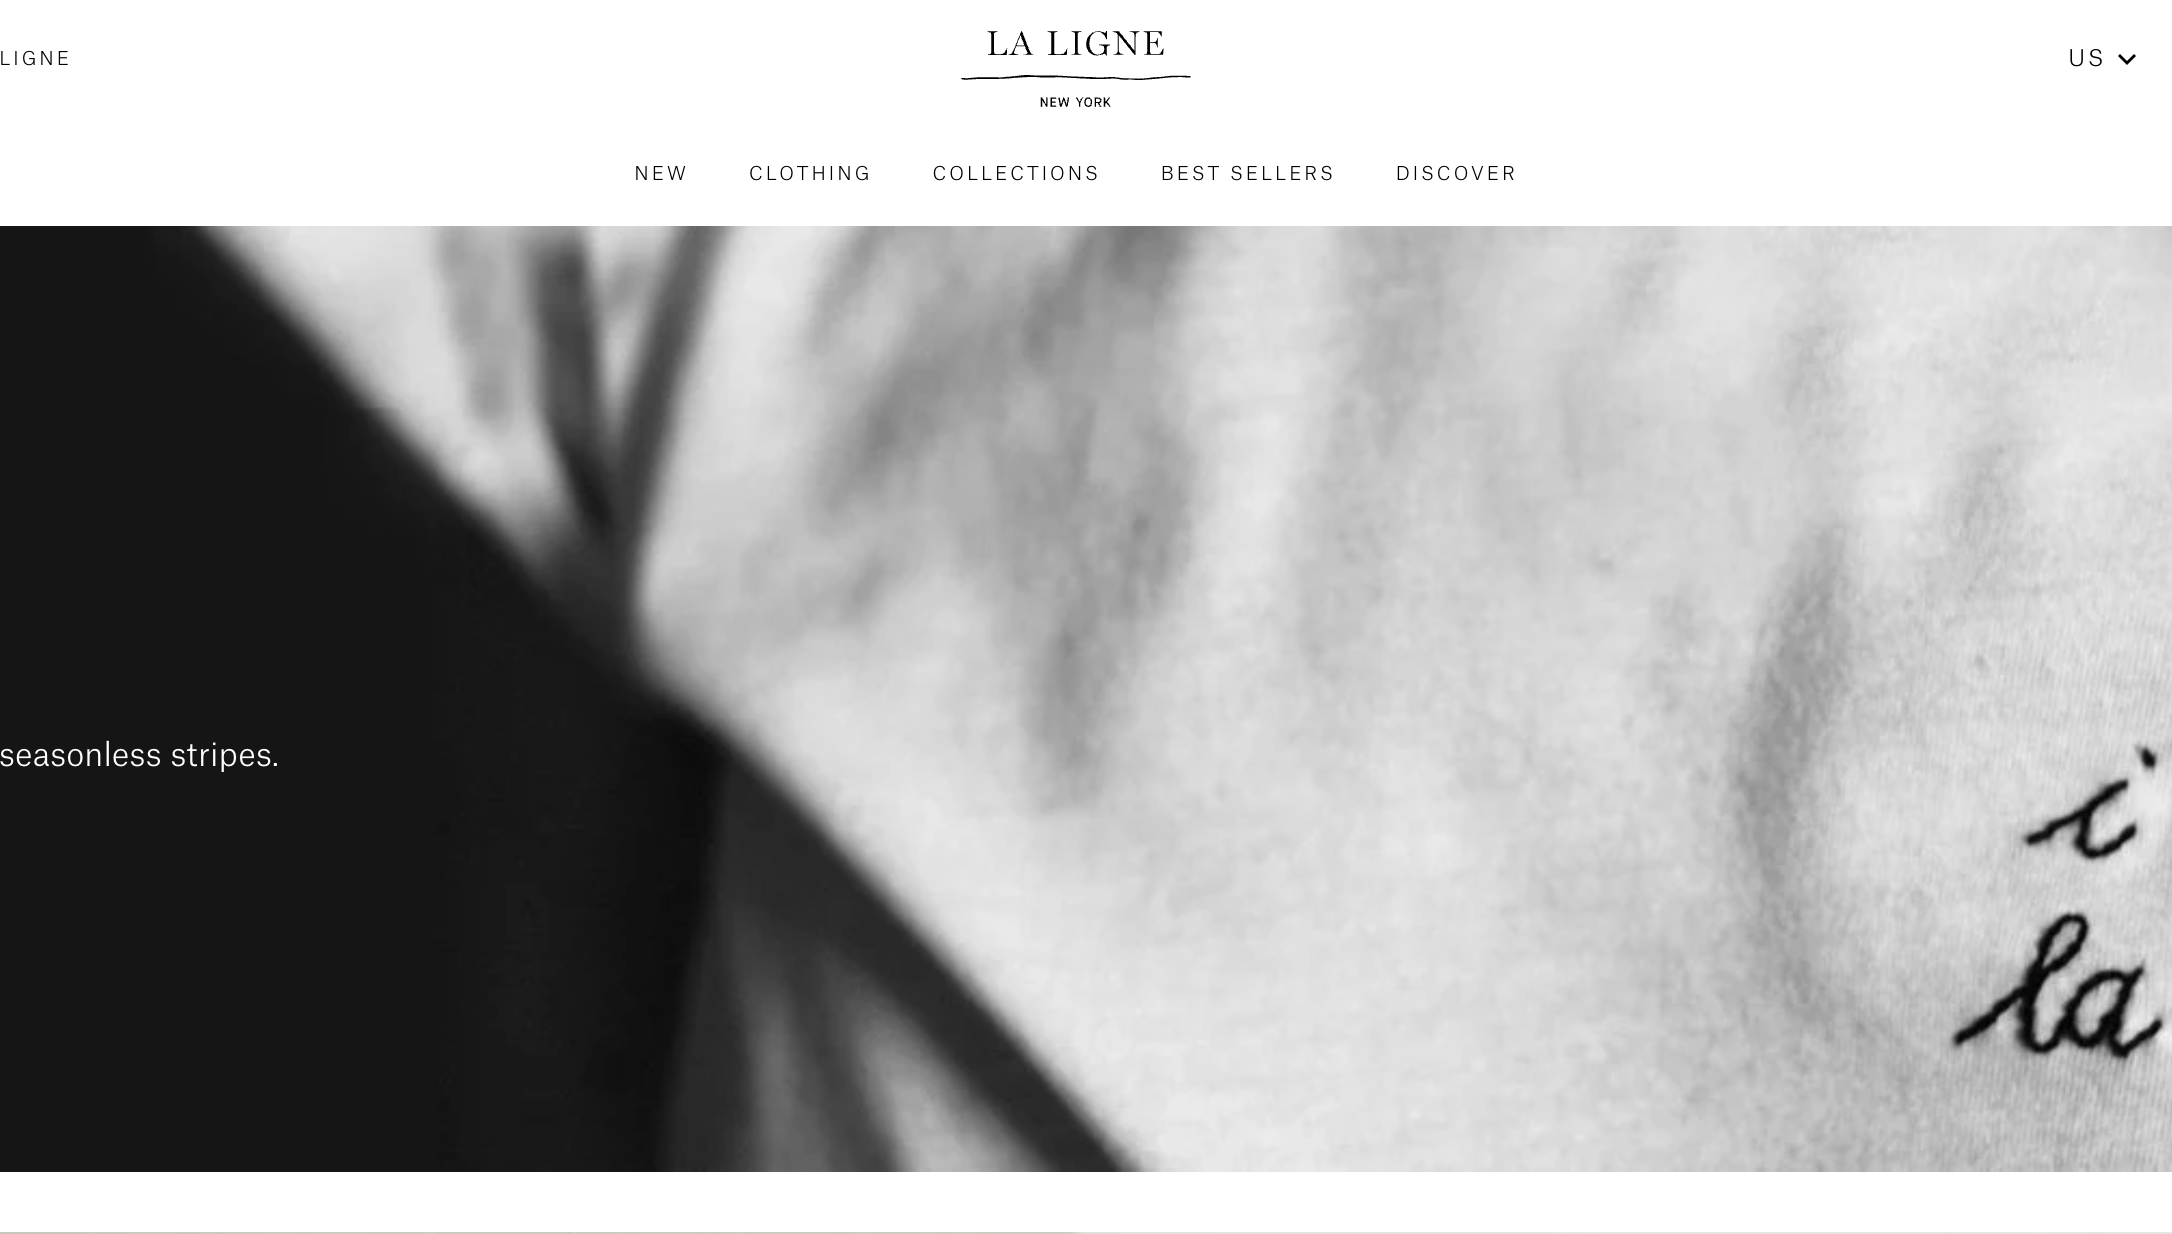 LIGNE
LA LIGNE
NEW YORK
US
NEW CLOTHING COLLECTIONS BEST SELLERS DISCOVER
seasonless stripes.
i
la